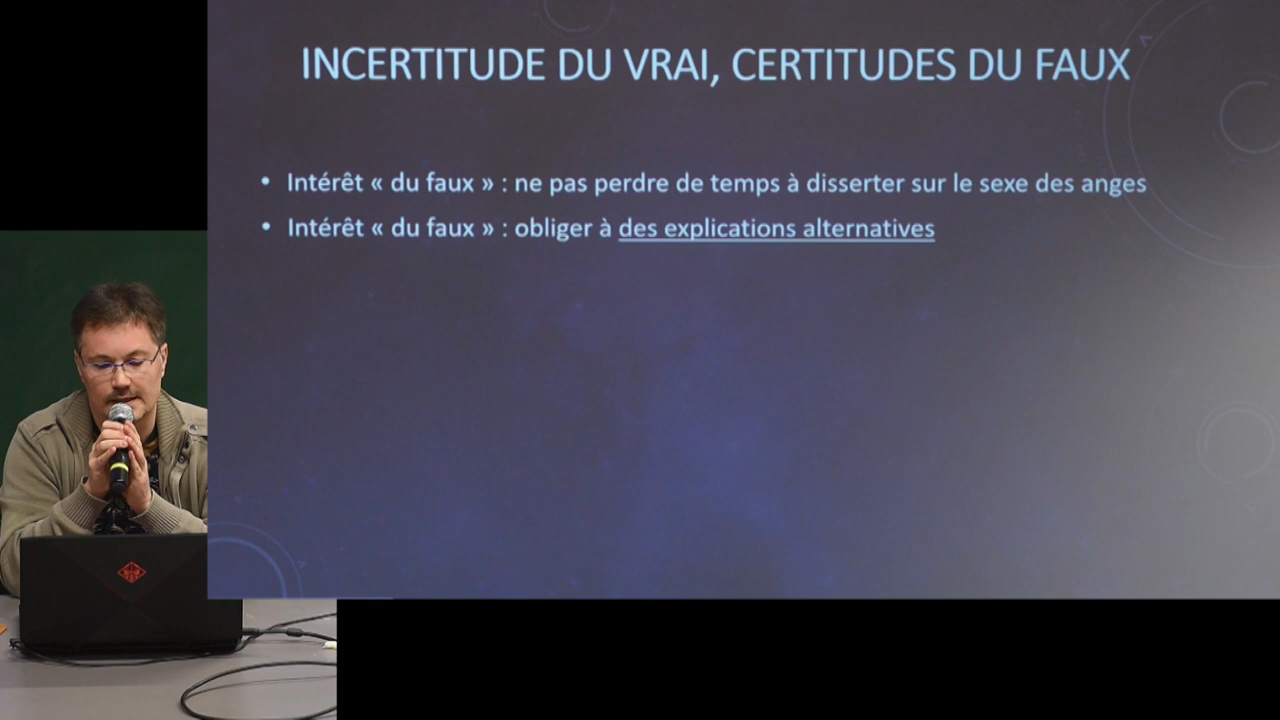 INCERTITUDE DU VRAI, CERTITUDES DU FAUX
• Intérêt « du faux » : ne pas perdre de temps à disserter sur le sexe des anges
• Intérêt « du faux » : obliger à des explications alternatives